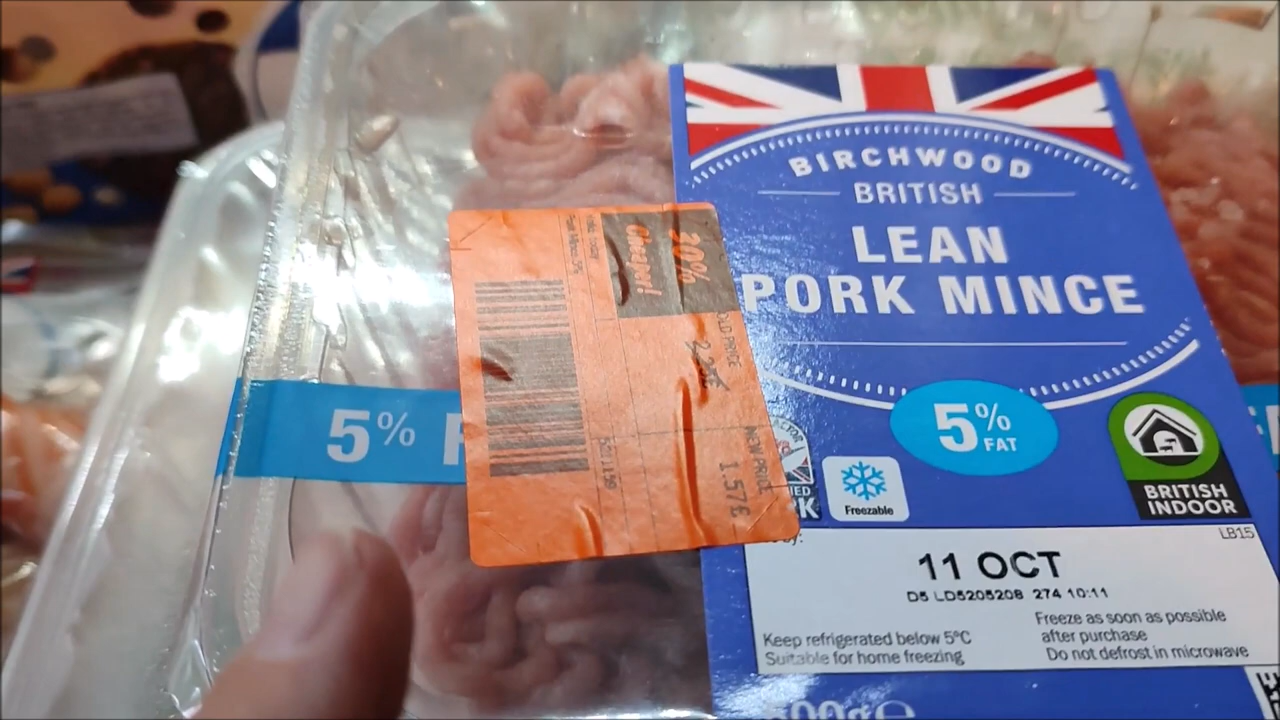 BIRCHWOOD
BRITISH
LEAN
PORK MINCE
5%
FAT
Freezable
BRITISH
INDOOR
LB15
11 OCT
D5 LD5205208 274 10:11
Keep refrigerated below 5°C
Suitable for home freezing
Freeze as soon as possible
after purchase
Do not defrost in microwave
500g e
5% F
Cheaper!
OLD PRICE
NEW PRICE
1.57£